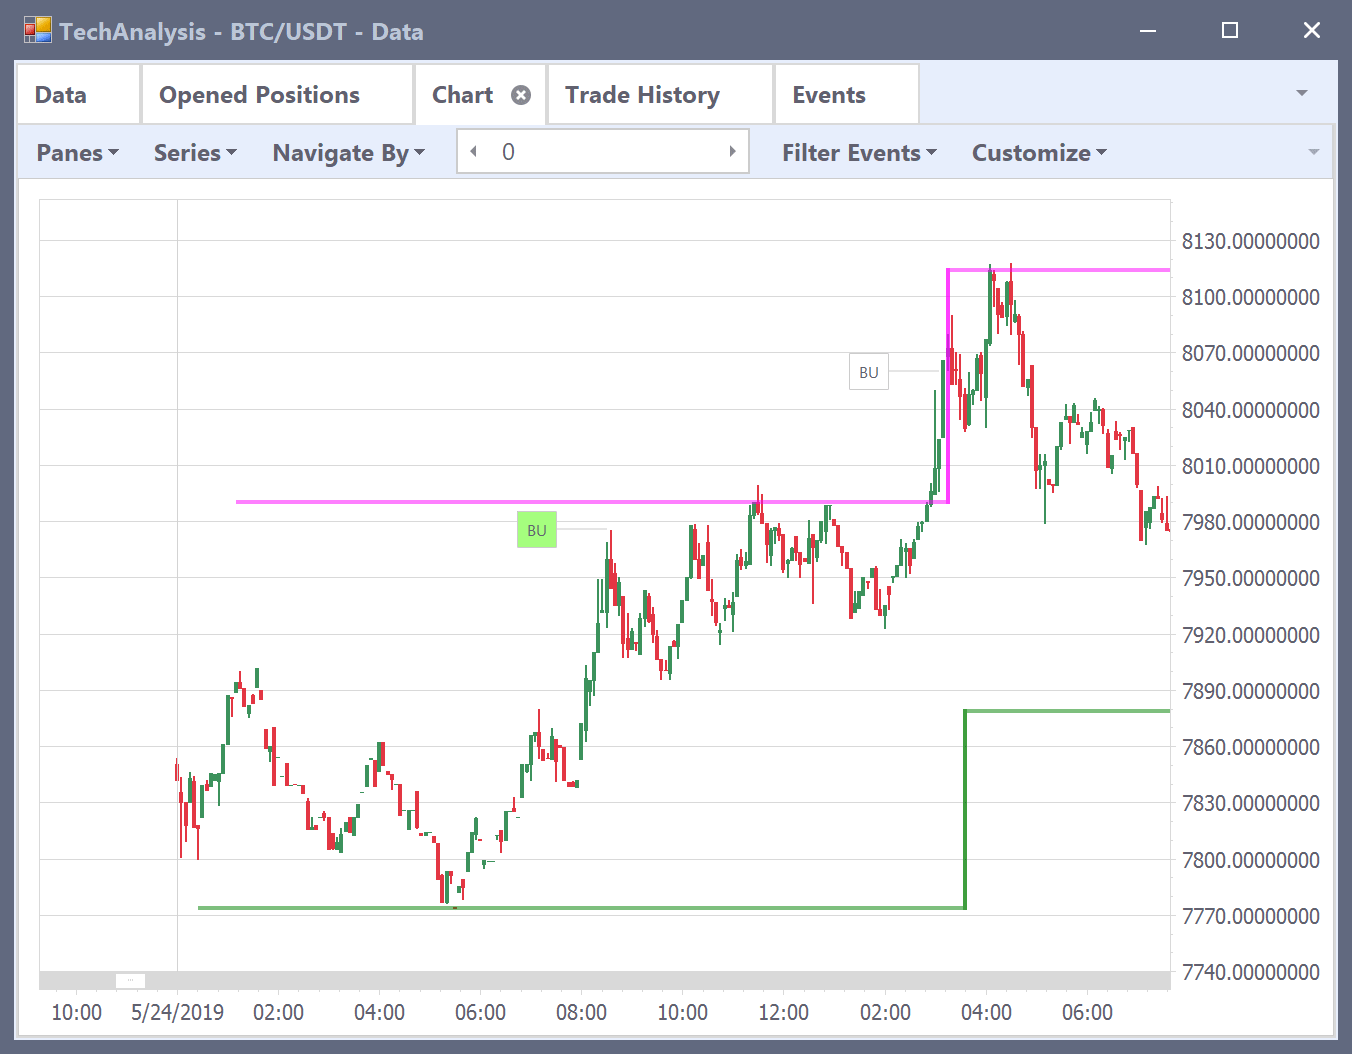 TechAnalysis - BTC/USDT - Data
Data Opened Positions Chart Trade History Events
Panes Series Navigate By 0 Filter Events Customize
8130.00000000
8100.00000000
BU
8070.00000000
8040.00000000
8010.00000000
BU
7980.00000000
7950.00000000
7920.00000000
7890.00000000
7860.00000000
7830.00000000
7800.00000000
7770.00000000
7740.00000000
10:00 5/24/2019 02:00 04:00 06:00 08:00 10:00 12:00 02:00 04:00 06:00